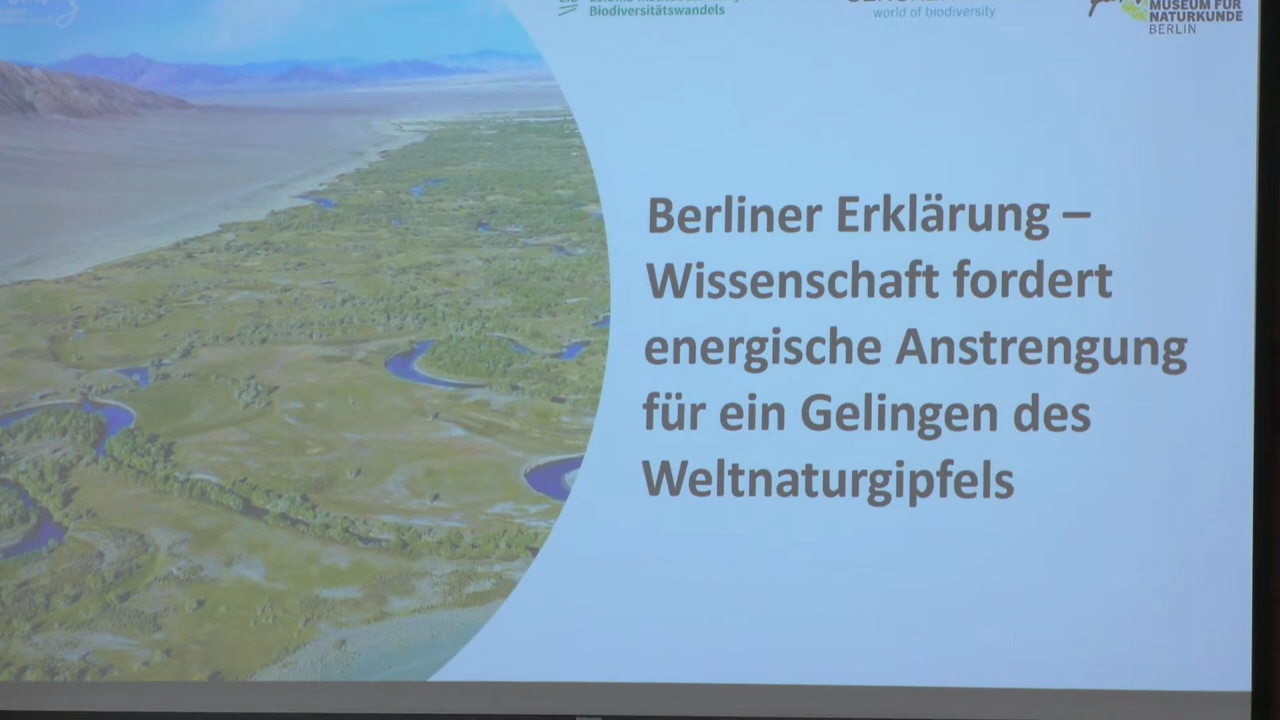 Biodiversitätswandels
world of biodiversity
MUSEUM FÜR
NATURKUNDE
BERLIN
Berliner Erklärung –
Wissenschaft fordert
energische Anstrengung
für ein Gelingen des
Weltnaturgipfels